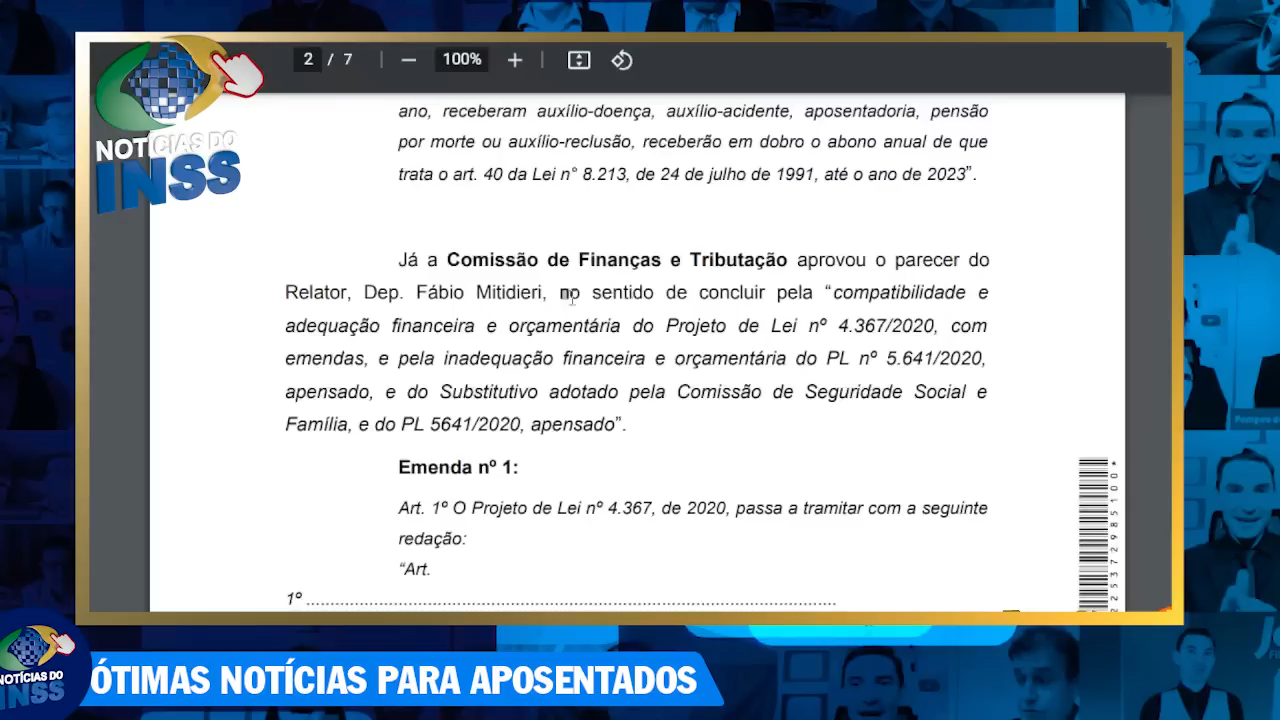 2 / 7
100%
NOTÍCIAS DO
INSS
ano, receberam auxílio-doença, auxílio-acidente, aposentadoria, pensão
por morte ou auxílio-reclusão, receberão em dobro o abono anual de que
trata o art. 40 da Lei n° 8.213, de 24 de julho de 1991, até o ano de 2023”.
Já a Comissão de Finanças e Tributação aprovou o parecer do
Relator, Dep. Fábio Mitidieri, no sentido de concluir pela “compatibilidade e
adequação financeira e orçamentária do Projeto de Lei nº 4.367/2020, com
emendas, e pela inadequação financeira e orçamentária do PL nº 5.641/2020,
apensado, e do Substitutivo adotado pela Comissão de Seguridade Social e
Família, e do PL 5641/2020, apensado”.
Emenda nº 1:
Art. 1º O Projeto de Lei nº 4.367, de 2020, passa a tramitar com a seguinte
redação:
“Art.
1º ............................................................................................
225372985100*
NOTÍCIAS DO
INSS
ÓTIMAS NOTÍCIAS PARA APOSENTADOS